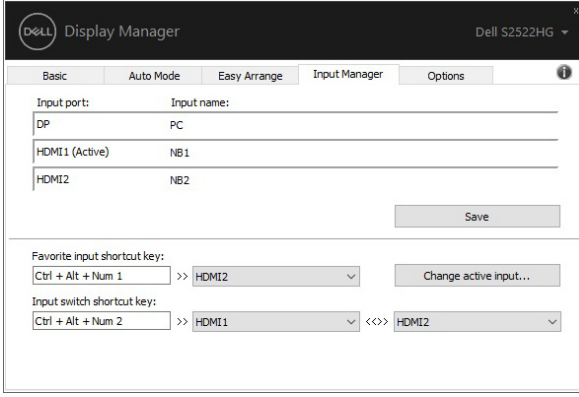 DELL Display Manager Dell S2522HG
Basic Auto Mode Easy Arrange Input Manager Options
Input port: Input name:
DP PC
HDMI1 (Active) NB1
HDMI2 NB2
Save
Favorite input shortcut key:
Ctrl + Alt + Num 1 >> HDMI2 Change active input...
Input switch shortcut key:
Ctrl + Alt + Num 2 >> HDMI1 <<>> HDMI2